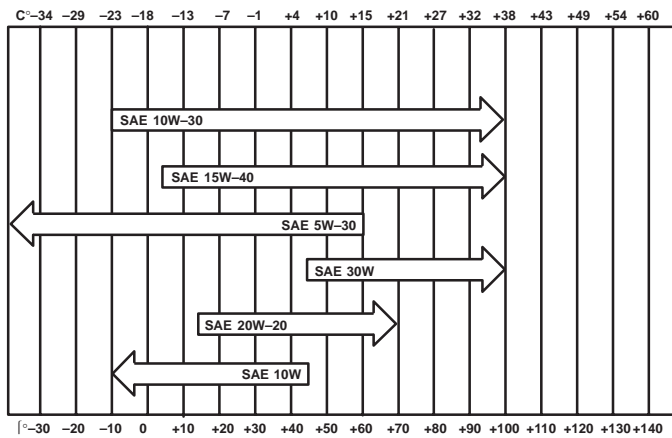 C°–34 –29 –23 –18 –13 –7 –1 +4 +10 +15 +21 +27 +32 +38 +43 +49 +54 +60
SAE 10W–30
SAE 15W–40
SAE 5W–30
SAE 30W
SAE 20W–20
SAE 10W
⌠°–30 –20 –10 0 +10 +20 +30 +40 +50 +60 +70 +80 +90 +100 +110 +120 +130 +140